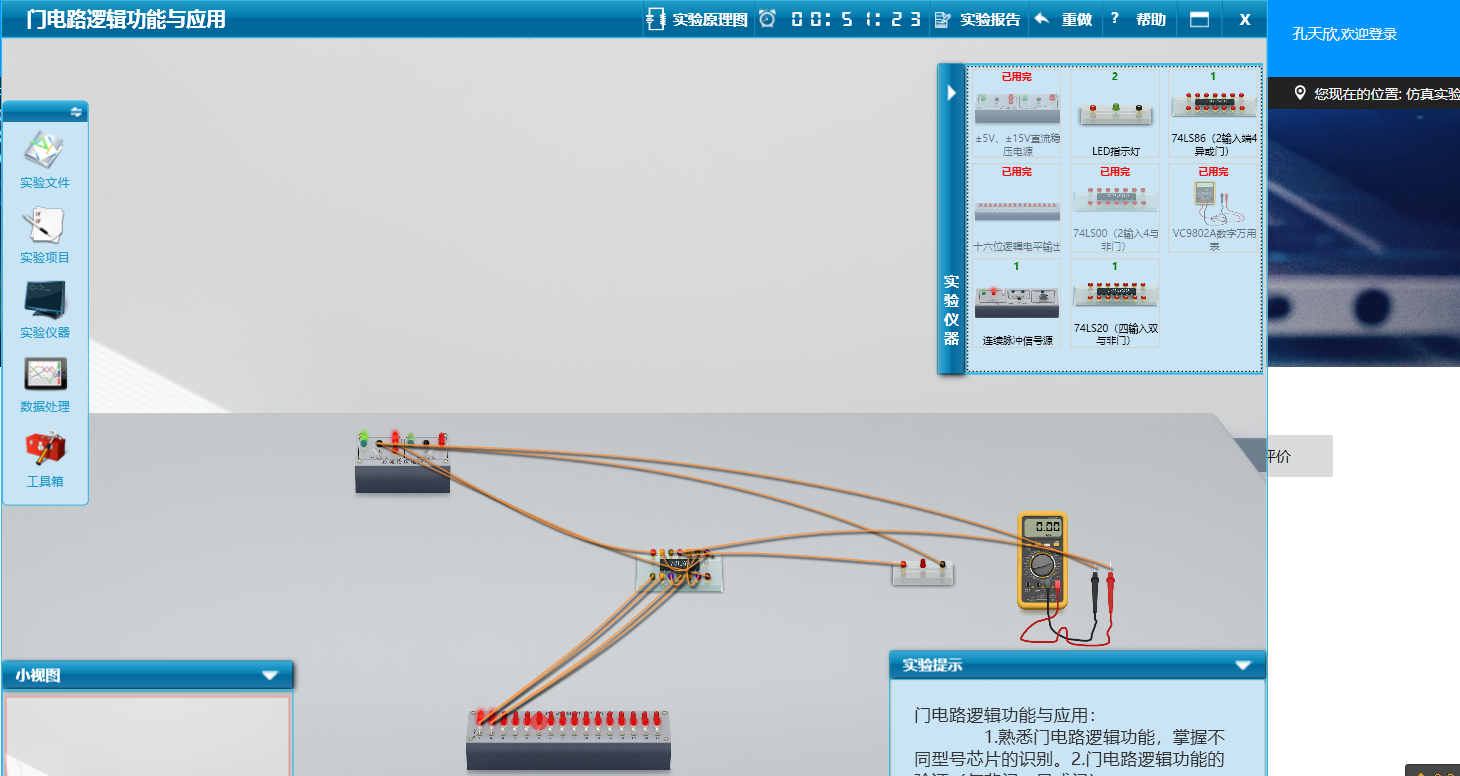 门电路逻辑功能与应用
实验原理图
00:51:23
实验报告
重做
? 帮助
X
孔天欣,欢迎登录
您现在的位置: 仿真实验
实验文件
实验项目
实验仪器
数据处理
工具箱
实验仪器
已用完
±5V、±15V直流稳
压电源
2
LED指示灯
1
74LS86（2输入端4
异或门）
已用完
十六位逻辑电平输出
已用完
74LS00（2输入4与
非门）
已用完
VC9802A数字万用
表
1
连续脉冲信号源
1
74LS20（四输入双
与非门）
评价
0.00
小视图
实验提示
门电路逻辑功能与应用：
1.熟悉门电路逻辑功能，掌握不
同型号芯片的识别。2.门电路逻辑功能的